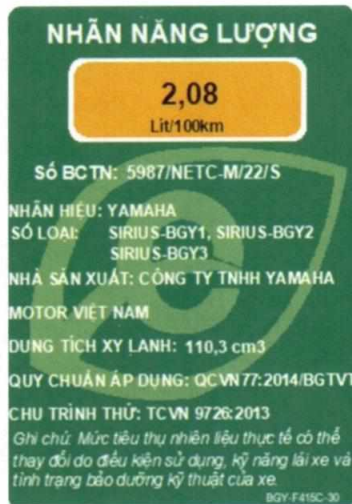 NHÃN NĂNG LƯỢNG
2,08
Lit/100km
Số BCTN: 5987/NETC-M/22/S
NHÃN HIỆU: YAMAHA
SỐ LOẠI: SIRIUS-BGY1, SIRIUS-BGY2
SIRIUS-BGY3
NHÀ SẢN XUẤT: CÔNG TY TNHH YAMAHA
MOTOR VIỆT NAM
DUNG TÍCH XY LANH: 110,3 cm3
QUY CHUẨN ÁP DỤNG: QCVN77:2014/BGTVT
CHU TRÌNH THỬ: TCVN 9726:2013
Ghi chú: Mức tiêu thụ nhiên liệu thực tế có thể
thay đổi do điều kiện sử dụng, kỹ năng lái xe và
tình trạng bảo dưỡng kỹ thuật của xe.
BGY-F415C-30